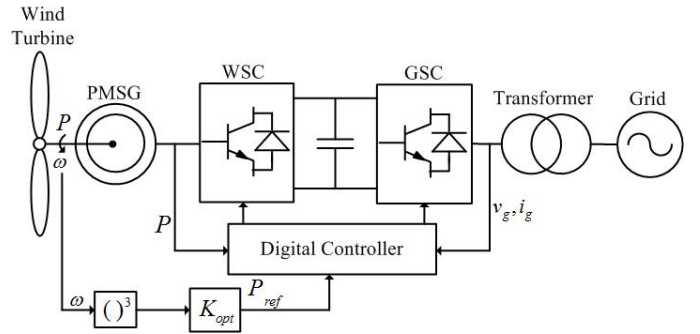 Wind
Turbine
PMSG
WSC
GSC
Transformer
Grid
P
ω
P
v_g, i_g
Digital Controller
ω
( )³
K_opt
P_ref